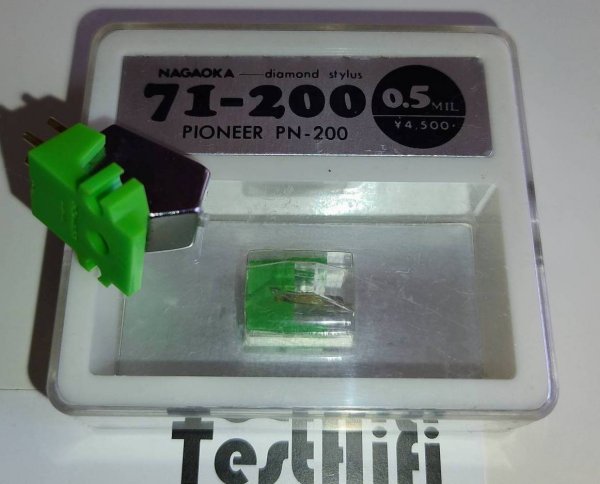 NAGAOKA — diamond stylus
71-200
0.5 MIL
¥4,500·
PIONEER PN-200
TestHifi